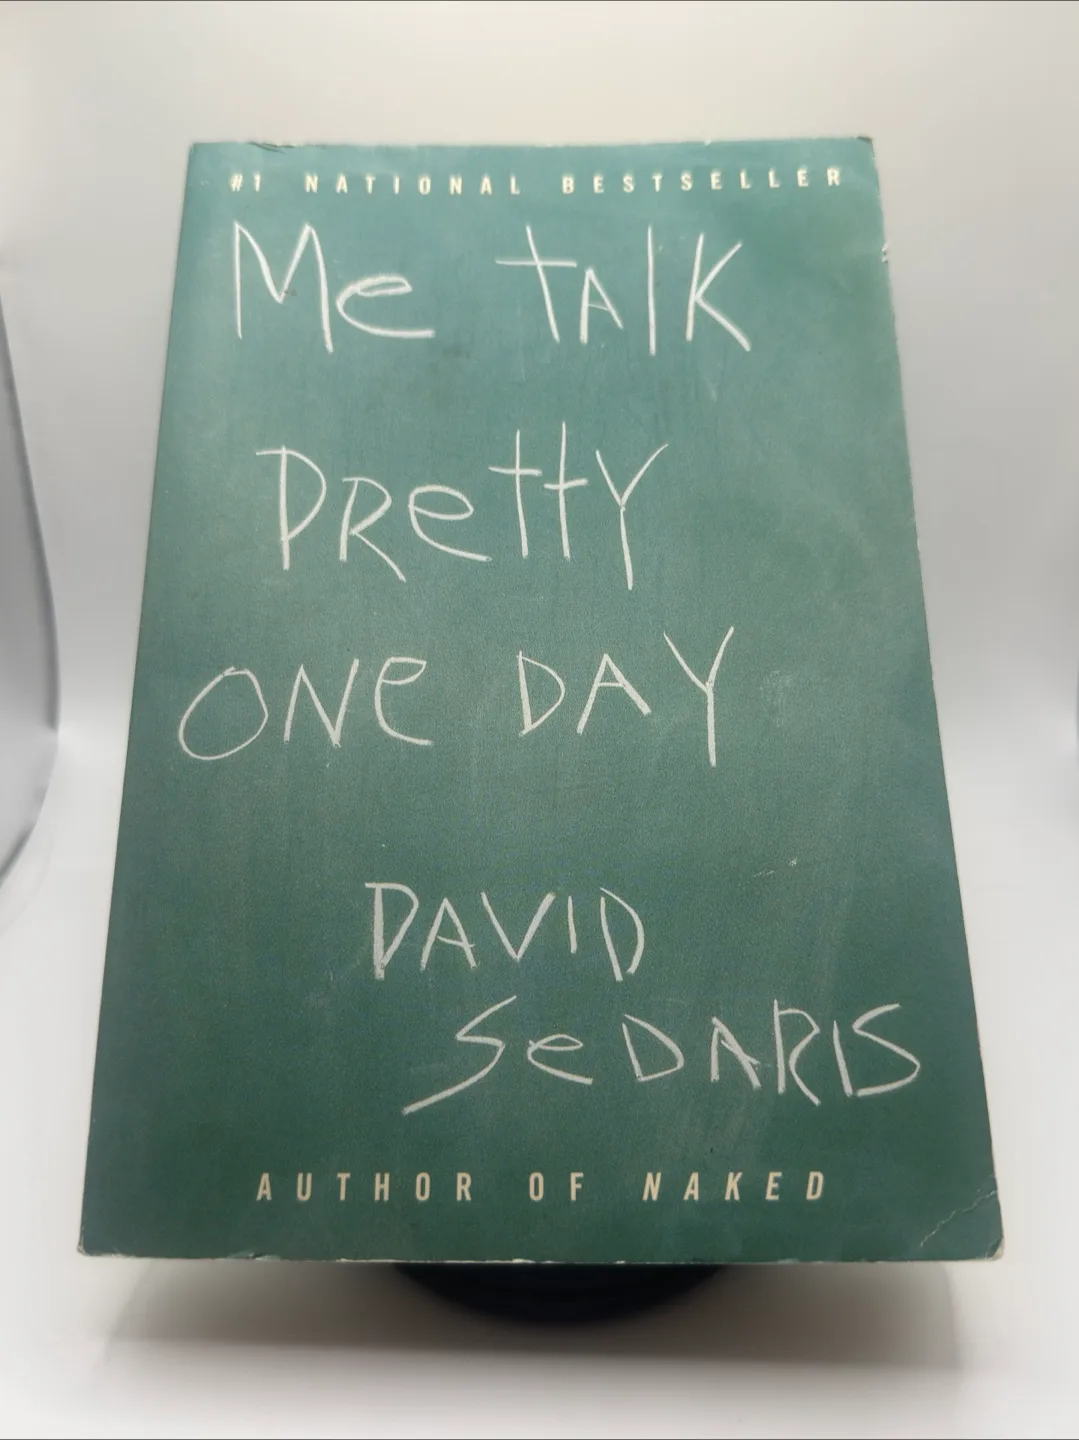 #1 NATIONAL BESTSELLER
Me tALK
PRettY
ONe DAY
DAVID
SeDARIS
AUTHOR OF NAKED